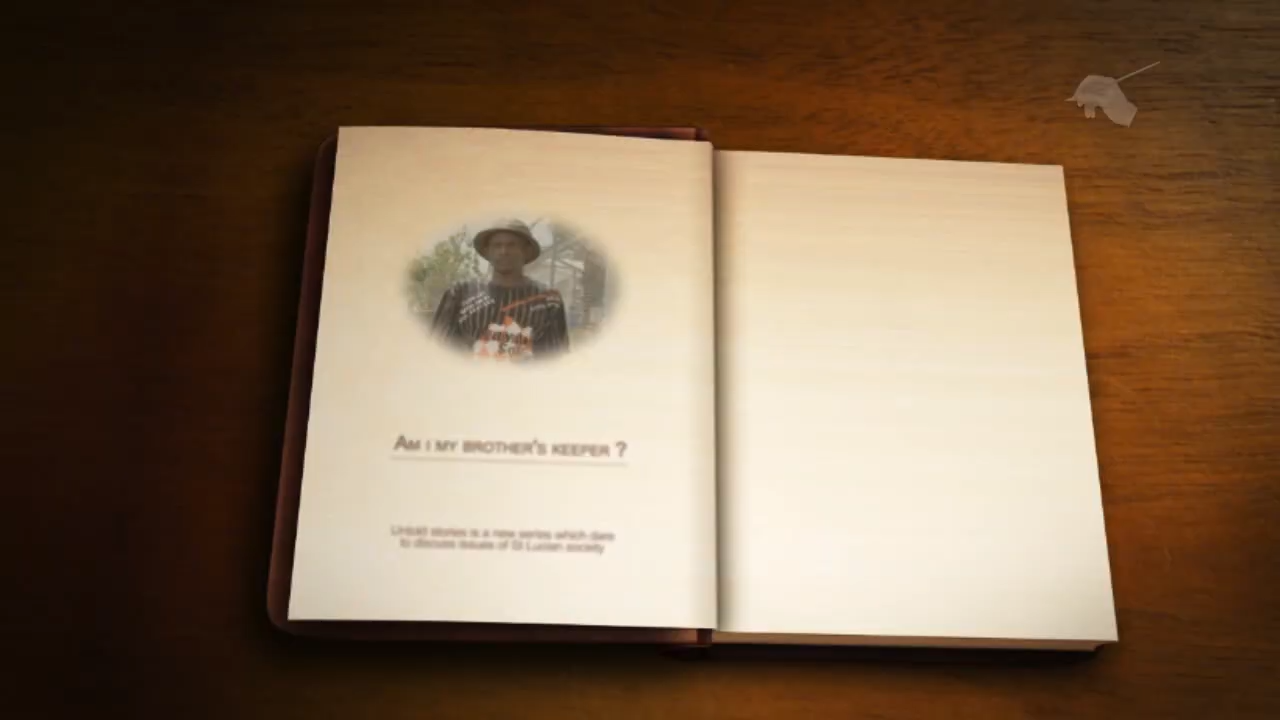 AM I MY BROTHER'S KEEPER ?
Untold stories is a new series which dare
to discuss issues of St Lucian society